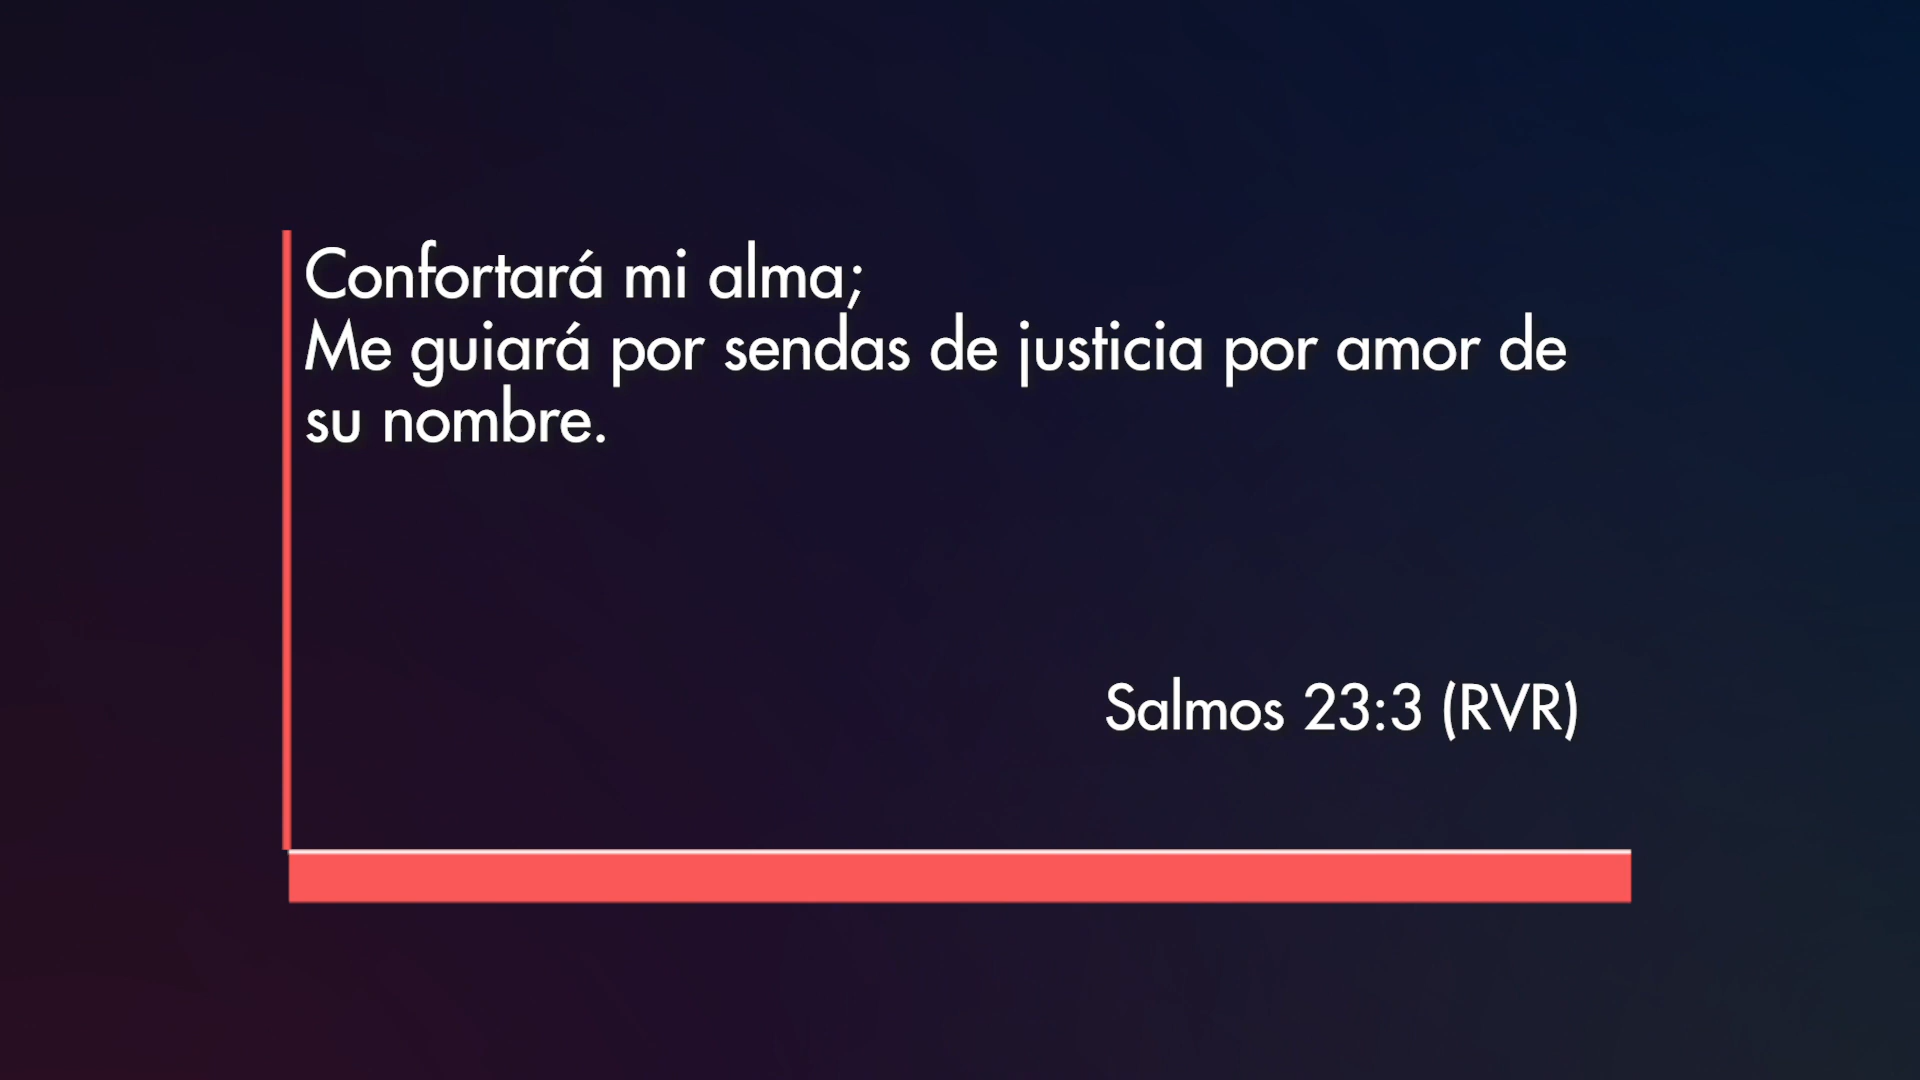 Confortará mi alma;
Me guiará por sendas de justicia por amor de
su nombre.
Salmos 23:3 (RVR)